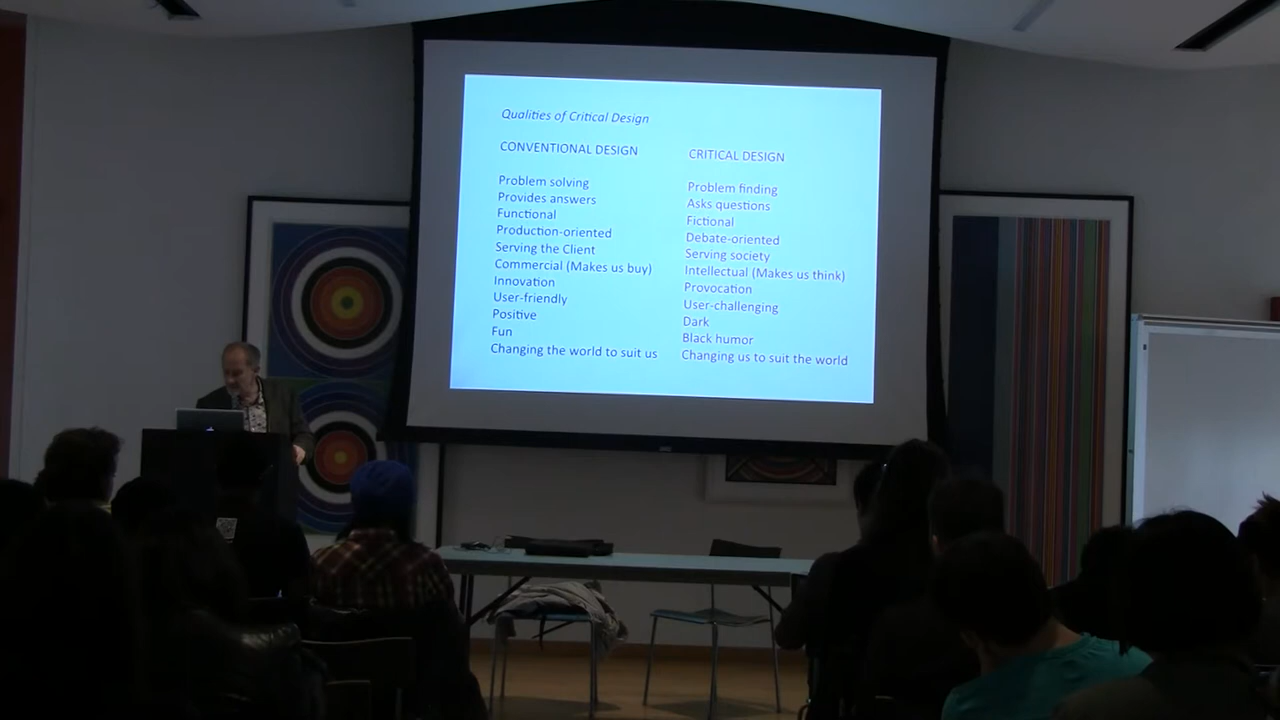 Qualities of Critical Design
CONVENTIONAL DESIGN
Problem solving
Provides answers
Functional
Production-oriented
Serving the Client
Commercial (Makes us buy)
Innovation
User-friendly
Positive
Fun
Changing the world to suit us
CRITICAL DESIGN
Problem finding
Asks questions
Fictional
Debate-oriented
Serving society
Intellectual (Makes us think)
Provocation
User-challenging
Dark
Black humor
Changing us to suit the world